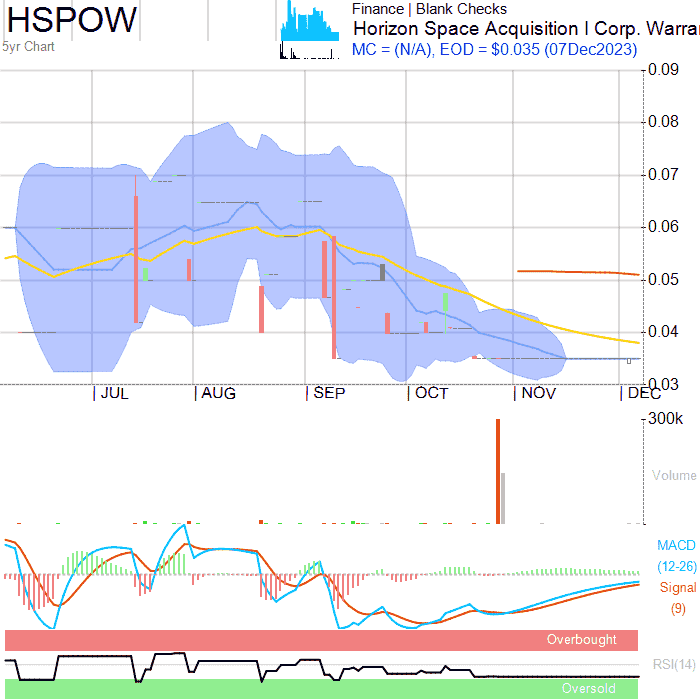 HSPOW
5yr Chart
Finance | Blank Checks
Horizon Space Acquisition I Corp. Warra
MC = (N/A), EOD = $0.035 (07Dec2023)
0.09
0.08
0.07
0.06
0.05
0.04
0.03
JUL AUG SEP OCT NOV DEC
300k
Volume
MACD
(12-26)
Signal
(9)
Overbought
RSI(14)
Oversold